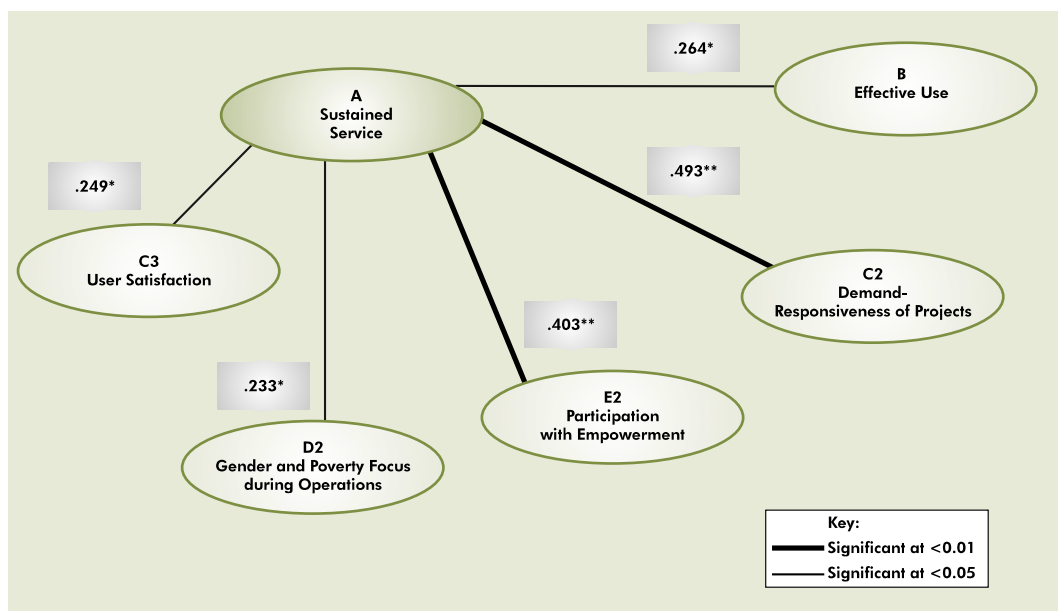 .264*
B
Effective Use
A
Sustained
Service
.493**
.249*
C3
User Satisfaction
C2
Demand-
Responsiveness of Projects
.403**
.233*
E2
Participation
with Empowerment
D2
Gender and Poverty Focus
during Operations
Key:
Significant at <0.01
Significant at <0.05